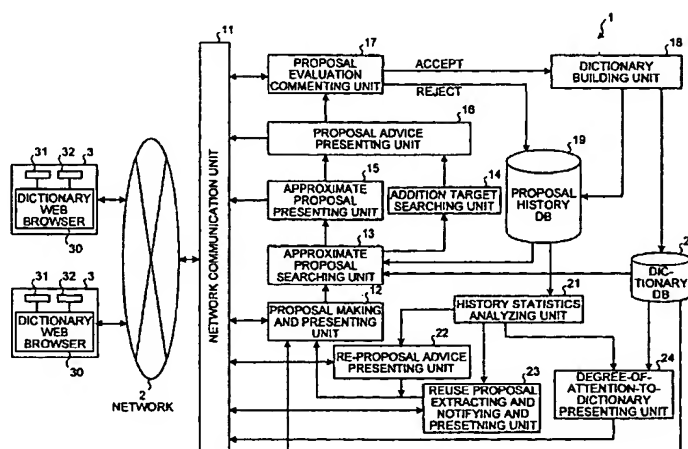 11
1
17
18
PROPOSAL
EVALUATION
COMMENTING UNIT
ACCEPT
REJECT
DICTIONARY
BUILDING UNIT
16
PROPOSAL ADVICE
PRESENTING UNIT
19
PROPOSAL
HISTORY
DB
31
32
3
DICTIONARY
WEB
BROWSER
30
15
APPROXIMATE
PROPOSAL
PRESENTING UNIT
14
ADDITION TARGET
SEARCHING UNIT
NETWORK COMMUNICATION UNIT
13
APPROXIMATE
PROPOSAL
SEARCHING UNIT
DIC-
TIONARY
DB
31
32
3
DICTIONARY
WEB
BROWSER
30
12
PROPOSAL MAKING
AND PRESENTING
UNIT
21
HISTORY STATISTICS
ANALYZING UNIT
22
RE-PROPOSAL ADVICE
PRESENTING UNIT
23
REUSE PROPOSAL
EXTRACTING AND
NOTIFYING AND
PRESETNING UNIT
24
DEGREE-OF-
ATTENTION-TO-
DICTIONARY
PRESENTING UNIT
2
NETWORK